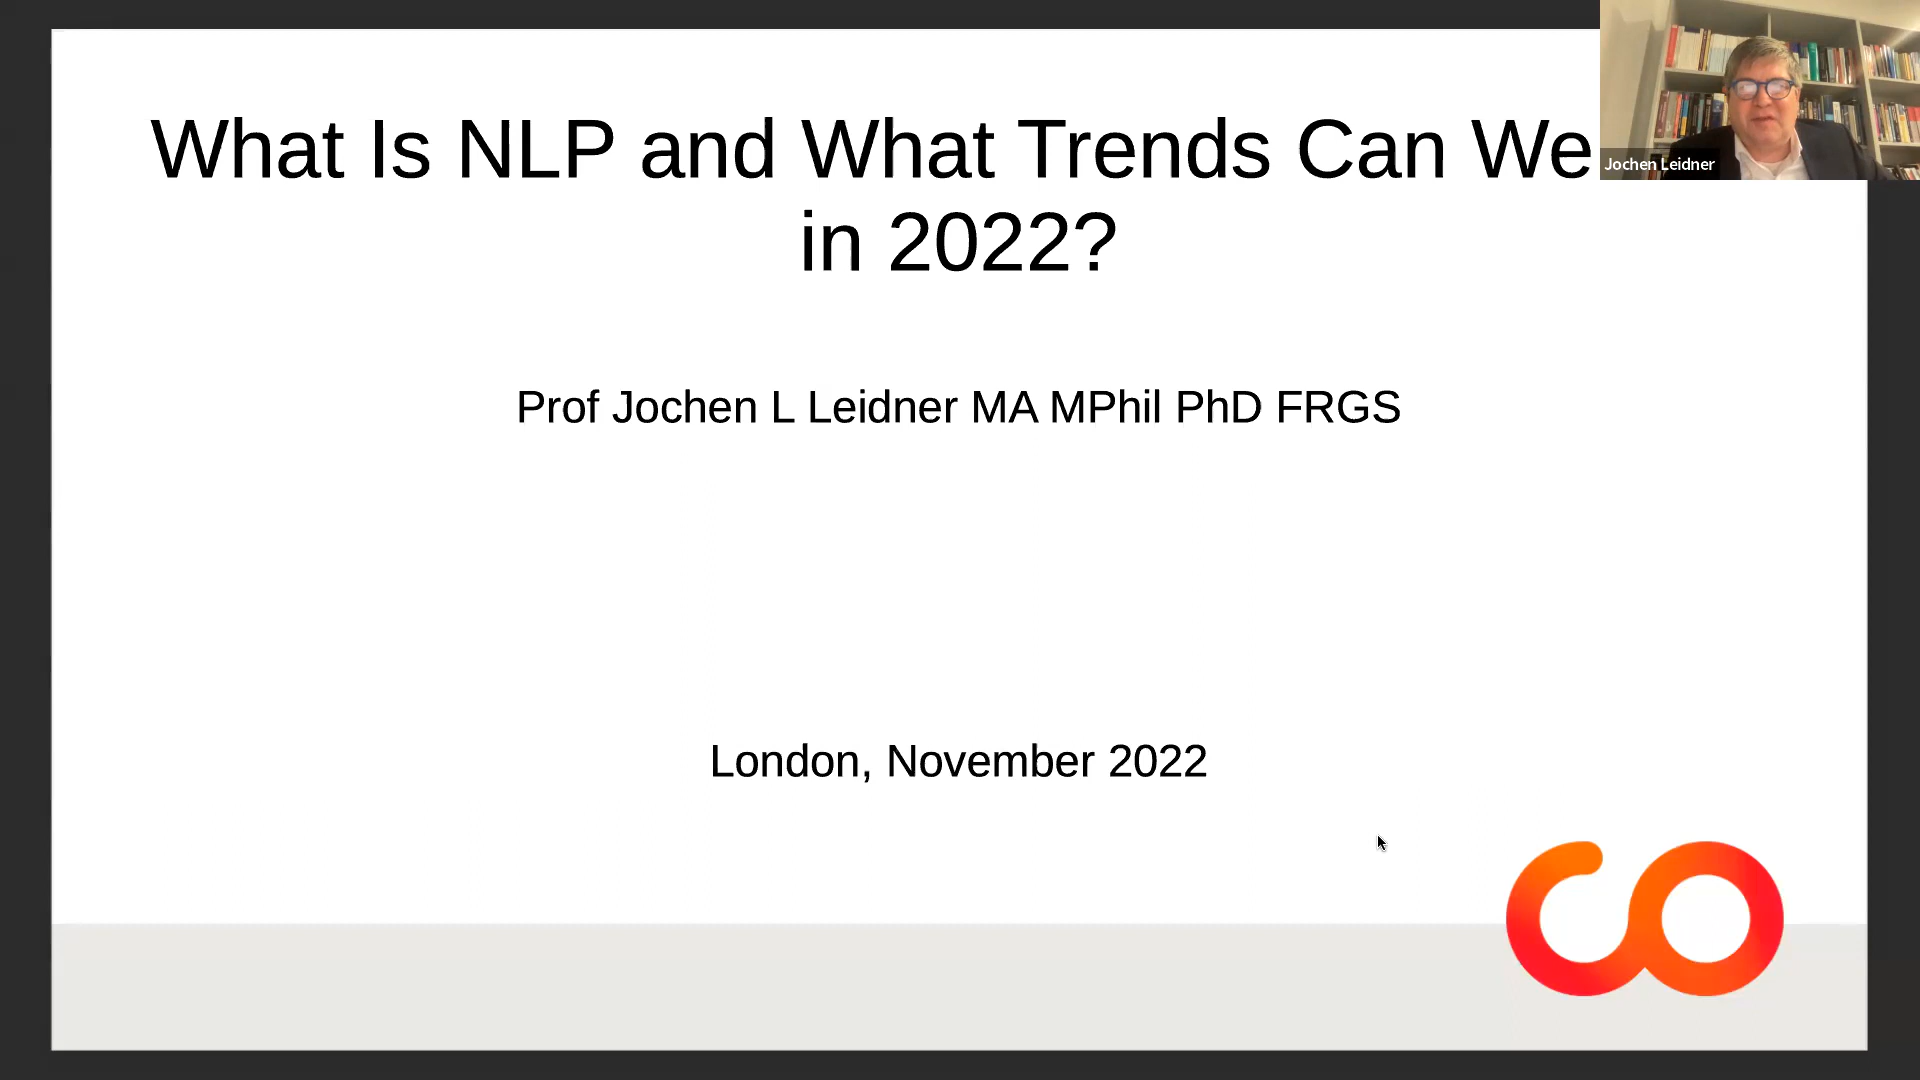 What Is NLP and What Trends Can We
in 2022?
Jochen Leidner
Prof Jochen L Leidner MA MPhil PhD FRGS
London, November 2022